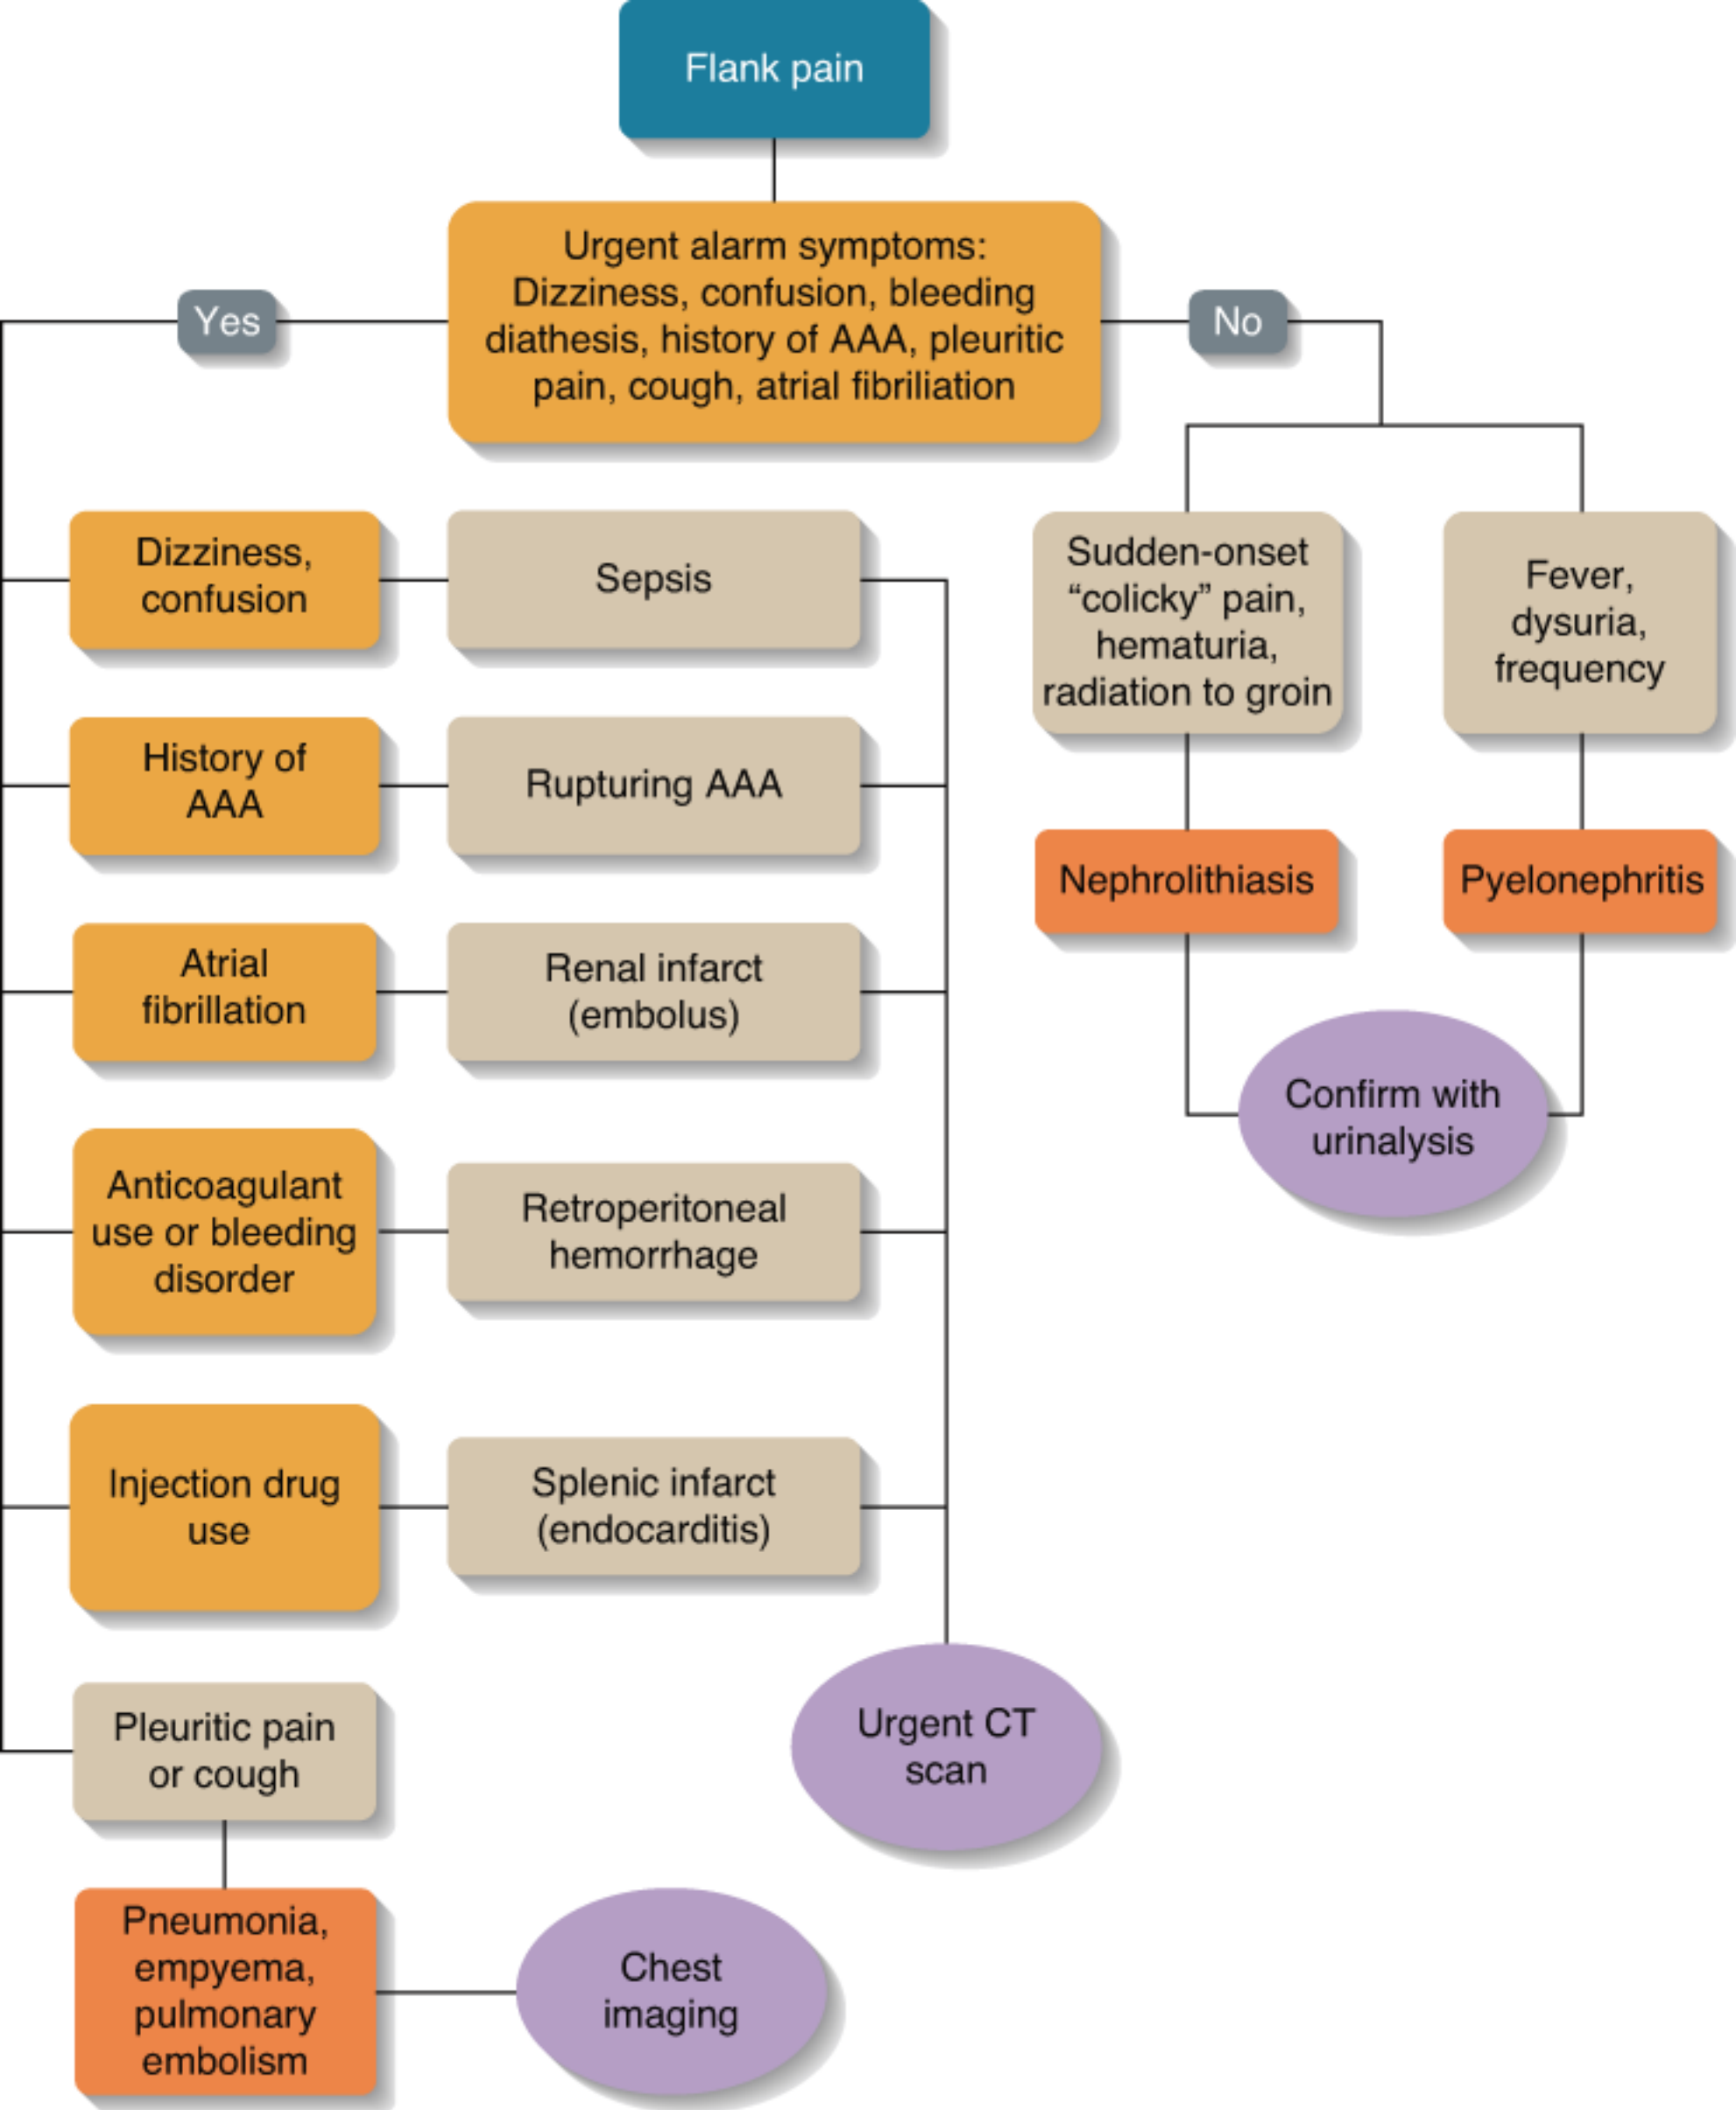 Flank pain
Urgent alarm symptoms:
Dizziness, confusion, bleeding
diathesis, history of AAA, pleuritic
pain, cough, atrial fibriliation
Yes
No
Dizziness,
confusion
Sepsis
Sudden-onset
“colicky” pain,
hematuria,
radiation to groin
Fever,
dysuria,
frequency
History of
AAA
Rupturing AAA
Nephrolithiasis
Pyelonephritis
Atrial
fibrillation
Renal infarct
(embolus)
Confirm with
urinalysis
Anticoagulant
use or bleeding
disorder
Retroperitoneal
hemorrhage
Injection drug
use
Splenic infarct
(endocarditis)
Urgent CT
scan
Pleuritic pain
or cough
Pneumonia,
empyema,
pulmonary
embolism
Chest
imaging